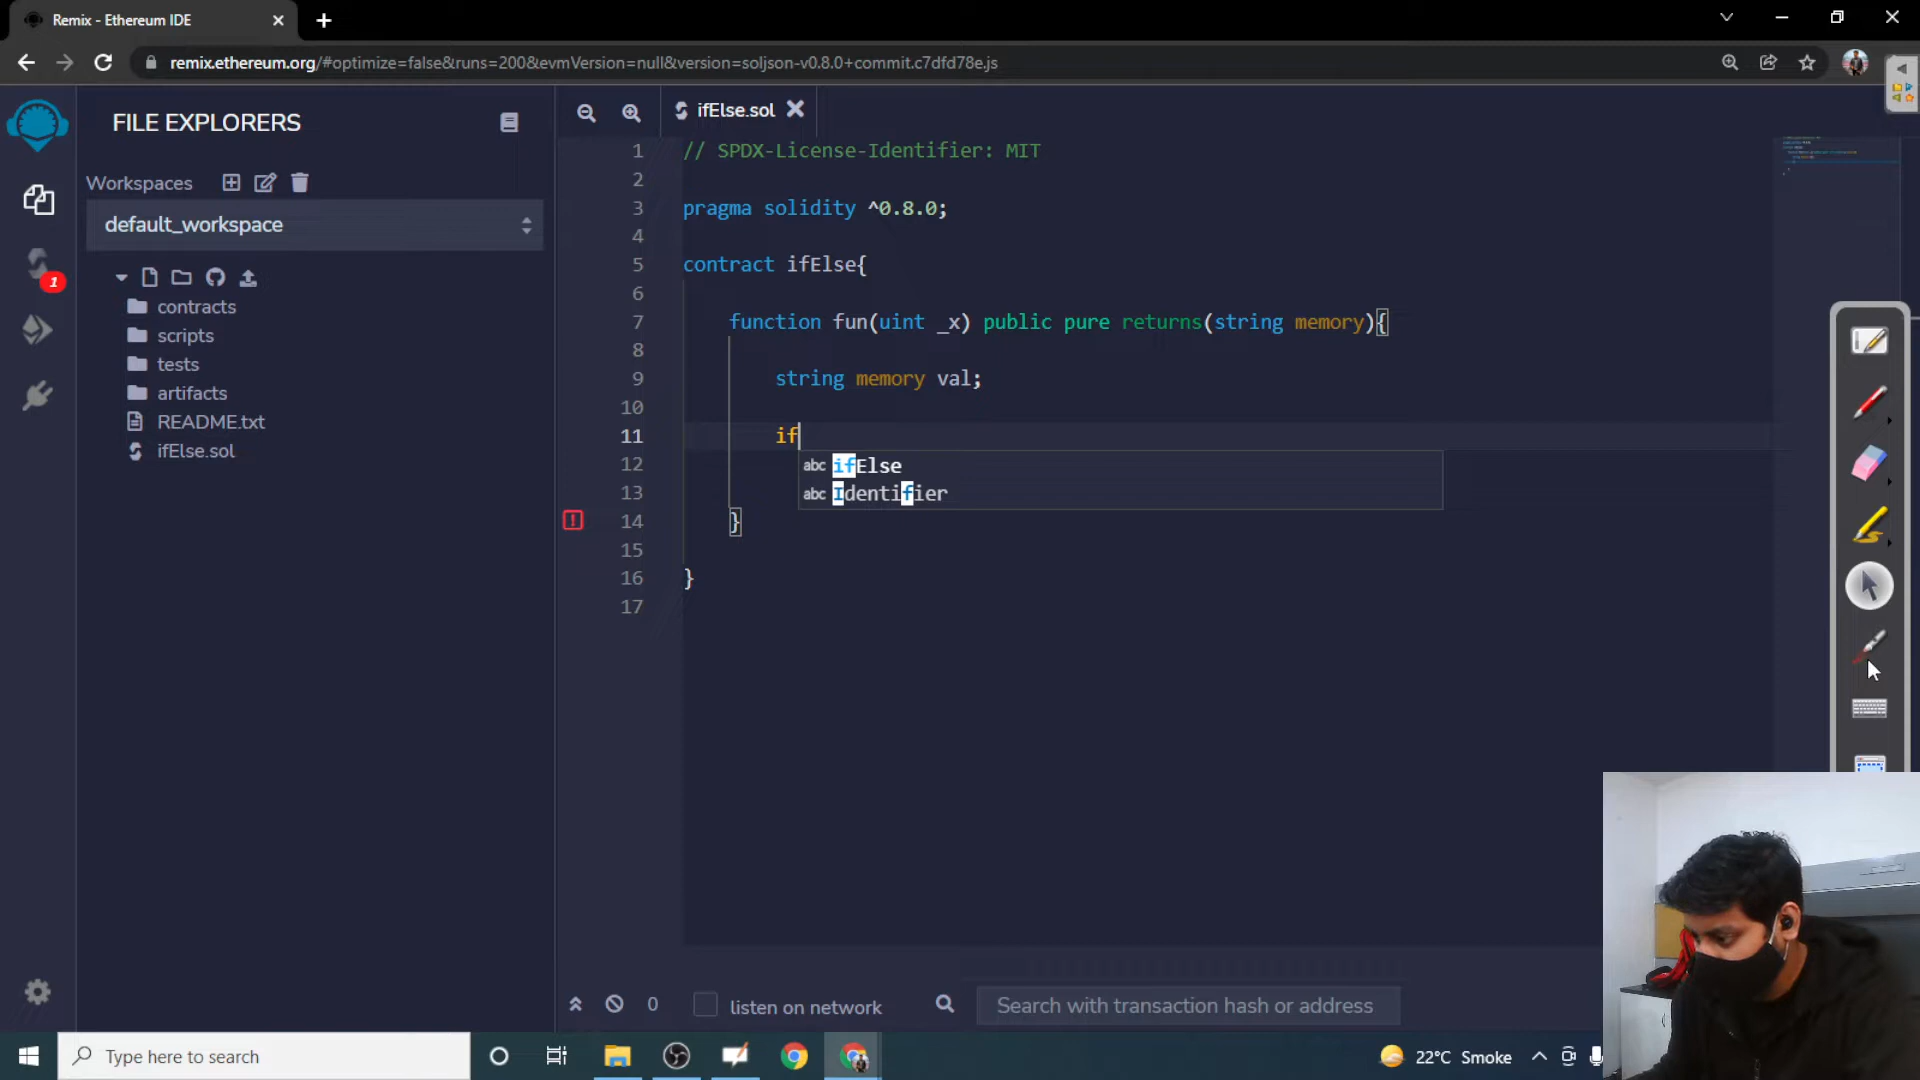 Remix - Ethereum IDE
remix.ethereum.org/#optimize=false&runs=200&evmVersion=null&version=soljson-v0.8.0+commit.c7dfd78e.js
FILE EXPLORERS
Workspaces
default_workspace
contracts
scripts
tests
artifacts
README.txt
ifElse.sol
1
ifElse.sol
1 // SPDX-License-Identifier: MIT
2
3 pragma solidity ^0.8.0;
4
5 contract ifElse{
6
7 function fun(uint _x) public pure returns(string memory){
8
9 string memory val;
10
11 if
12
13
14 }
15
16 }
17
abc ifElse
abc Identifier
0 listen on network Search with transaction hash or address
Type here to search
22°C Smoke